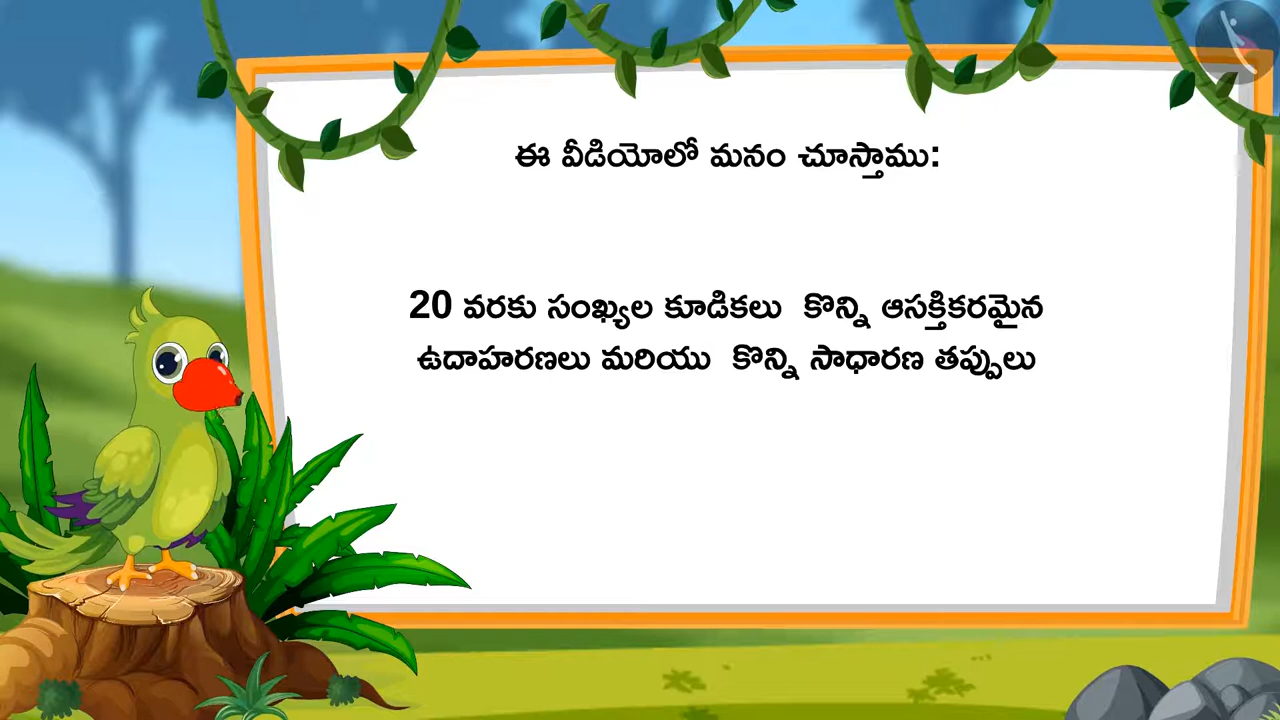 ఈ వీడియోలో మనం చూస్తాము:
20 వరకు సంఖ్యల కూడికలు కొన్ని ఆసక్తికరమైన
ఉదాహరణలు మరియు కొన్ని సాధారణ తప్పులు